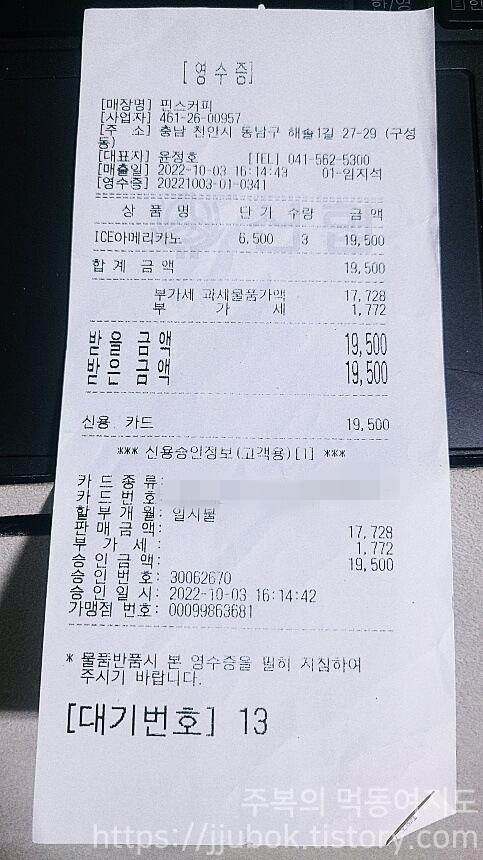 한/영
[영수증]
[매장명] 핀스커피
[사업자] 461-26-00957
[주 소] 충남 천안시 동남구 해솔1길 27-29 (구성
동)
[대표자] 윤정호 [TEL] 041-562-5300
[매출일] 2022-10-03 16:14:43 01-임지석
[영수증] 20221003-01-0341
상 품 명 단 가 수량 금 액
ICE아메리카노 6,500 3 19,500
합 계 금 액 19,500
부가세 과세물품가액 17,728
부 가 세 1,772
받을금액 19,500
받은금액 19,500
신용 카드 19,500
*** 신용승인정보(고객용)[1] ***
카 드 종 류:
카 드 번 호:
할 부 개 월: 일시불
판 매 금 액: 17,728
부 가 세 : 1,772
승 인 금 액: 19,500
승 인 번 호: 30062670
승 인 일 시: 2022-10-03 16:14:42
가맹점 번호: 00099863681
* 물품반품시 본 영수증을 필히 지참하여
주시기 바랍니다.
[대기번호] 13
주복의 먹동여지도
https://jjubok.tistory.com